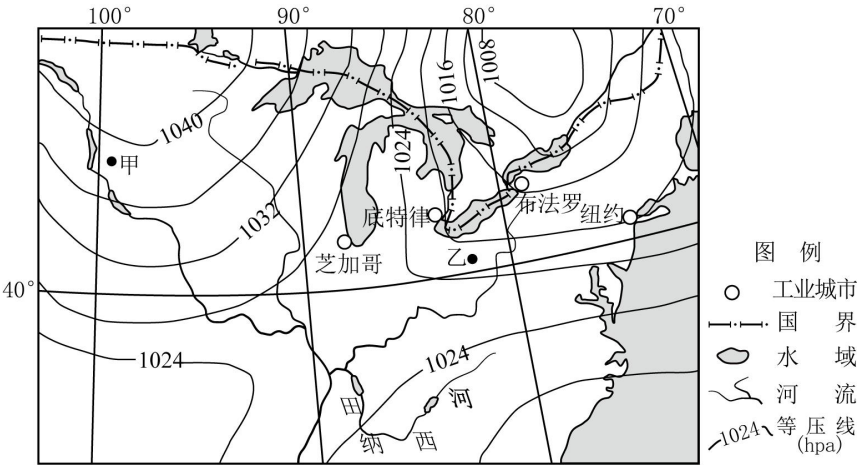 100° 90° 80° 70°
1040
1016
1008
甲
1024
1032
底特律
布法罗
纽约
芝加哥
乙
40°
1024
1024
田
纳
西
河
图 例
工业城市
国 界
水 域
河 流
1024
等压线
(hpa)